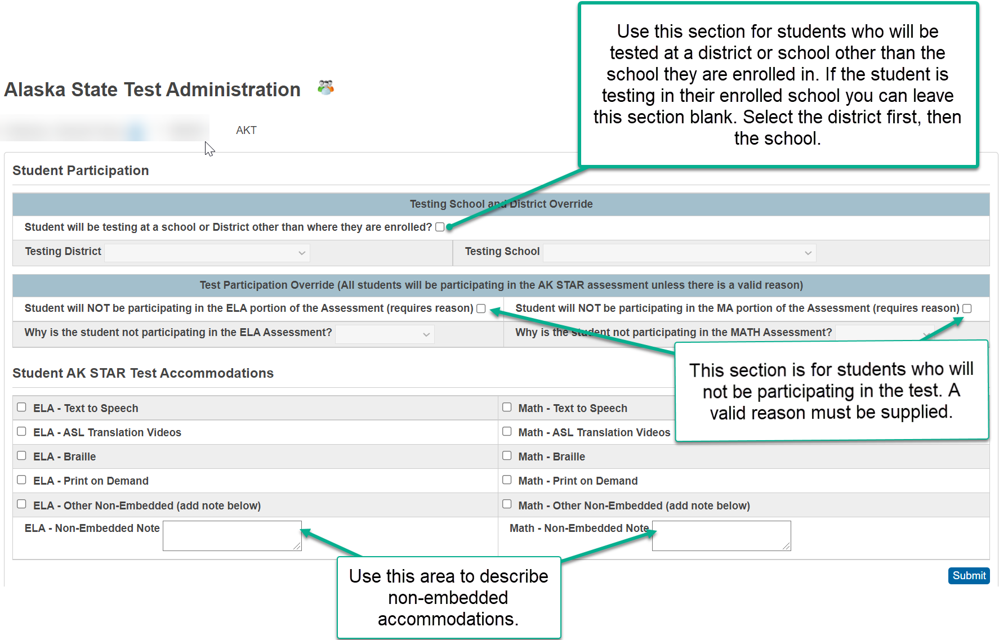 Use this section for students who will be
tested at a district or school other than the
school they are enrolled in. If the student is
testing in their enrolled school you can leave
this section blank. Select the district first, then
the school.
Alaska State Test Administration
AKT
Student Participation
Testing School and District Override
Student will be testing at a school or District other than where they are enrolled?
Testing District
Testing School
Test Participation Override (All students will be participating in the AK STAR assessment unless there is a valid reason)
Student will NOT be participating in the ELA portion of the Assessment (requires reason)
Student will NOT be participating in the MA portion of the Assessment (requires reason)
Why is the student not participating in the ELA Assessment?
Why is the student not participating in the MATH Assessment?
This section is for students who will
not be participating in the test. A
valid reason must be supplied.
Student AK STAR Test Accommodations
ELA - Text to Speech
Math - Text to Speech
ELA - ASL Translation Videos
Math - ASL Translation Videos
ELA - Braille
Math - Braille
ELA - Print on Demand
Math - Print on Demand
ELA - Other Non-Embedded (add note below)
Math - Other Non-Embedded (add note below)
ELA - Non-Embedded Note
Math - Non-Embedded Note
Use this area to describe
non-embedded
accommodations.
Submit